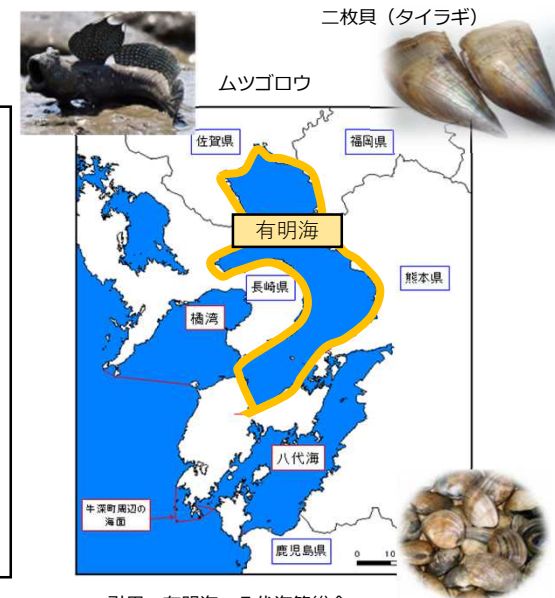 二枚貝（タイラギ）
ムツゴロウ
佐賀県
福岡県
有明海
熊本県
長崎県
橘湾
八代海
牛深町周辺の
海面
鹿児島県
0 10